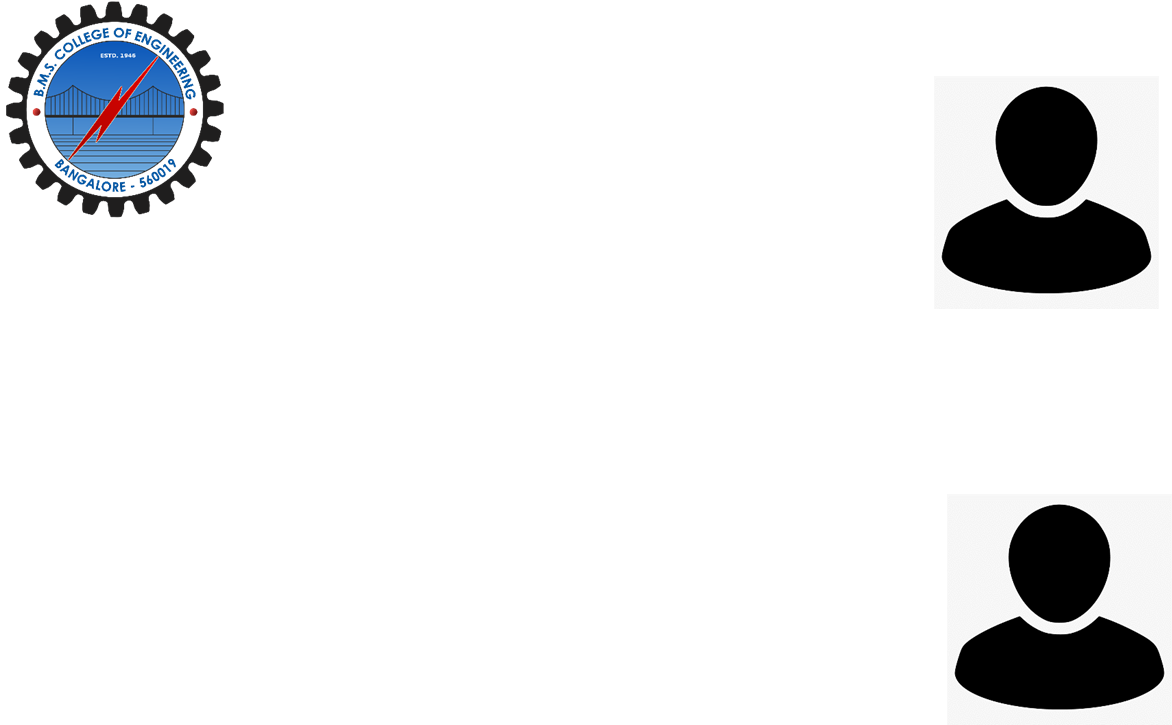 B.M.S. COLLEGE OF ENGINEERING
ESTD. 1946
BANGALORE - 560019